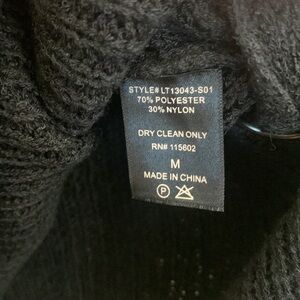 STYLE# LT13043-S01
70% POLYESTER
30% NYLON
DRY CLEAN ONLY
RN# 115602
M
MADE IN CHINA
P